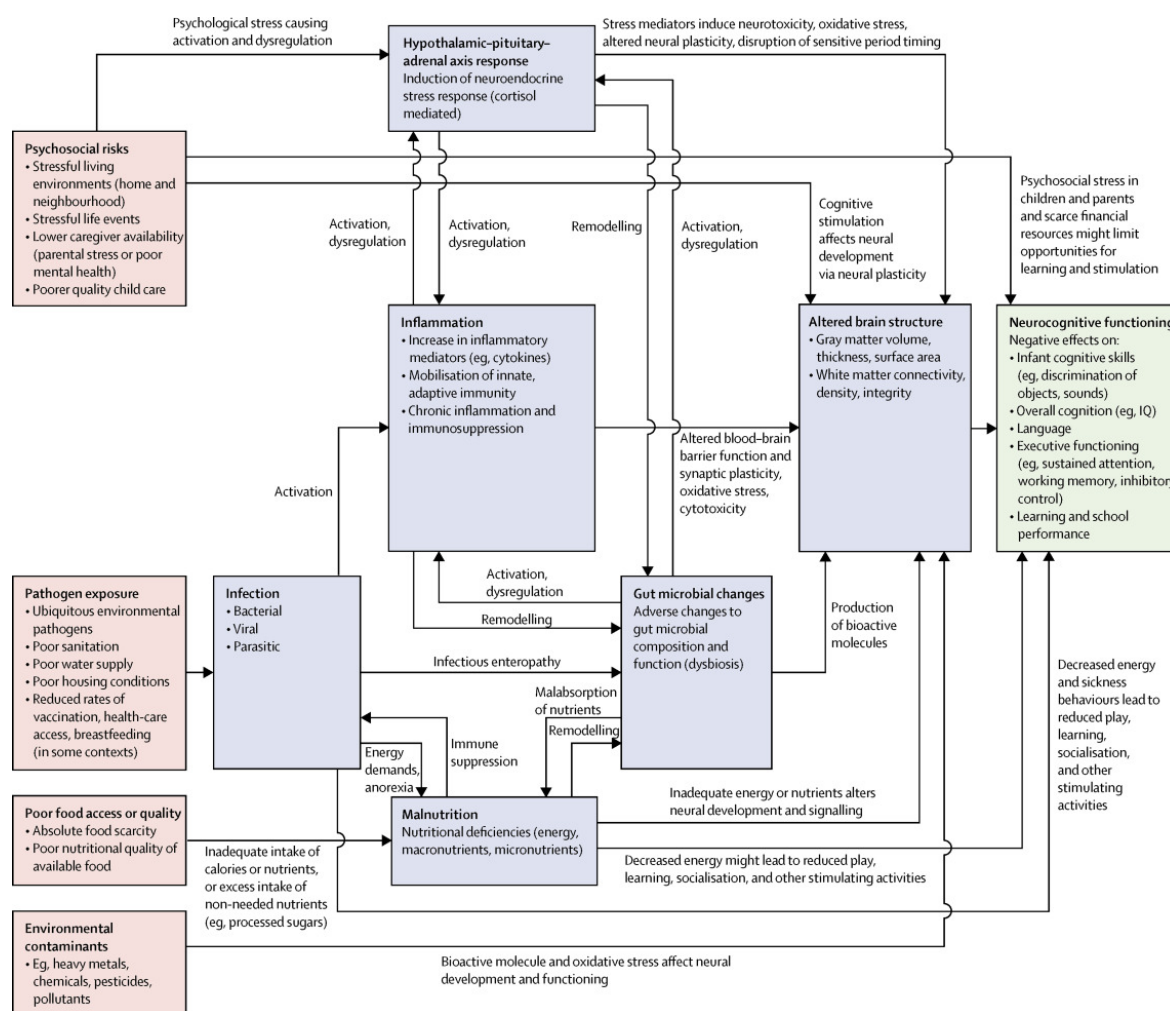 Psychological stress causing
activation and dysregulation
Hypothalamic–pituitary–
adrenal axis response
Induction of neuroendocrine
stress response (cortisol
mediated)
Stress mediators induce neurotoxicity, oxidative stress,
altered neural plasticity, disruption of sensitive period timing
Psychosocial risks
• Stressful living
environments (home and
neighbourhood)
• Stressful life events
• Lower caregiver availability
(parental stress or poor
mental health)
• Poorer quality child care
Activation,
dysregulation
Activation,
dysregulation
Remodelling
Activation,
dysregulation
Cognitive
stimulation
affects neural
development
via neural plasticity
Psychosocial stress in
children and parents
and scarce financial
resources might limit
opportunities for
learning and stimulation
Inflammation
• Increase in inflammatory
mediators (eg, cytokines)
• Mobilisation of innate,
adaptive immunity
• Chronic inflammation and
immunosuppression
Altered brain structure
• Gray matter volume,
thickness, surface area
• White matter connectivity,
density, integrity
Neurocognitive functioning
Negative effects on:
• Infant cognitive skills
(eg, discrimination of
objects, sounds)
• Overall cognition (eg, IQ)
• Language
• Executive functioning
(eg, sustained attention,
working memory, inhibitory
control)
• Learning and school
performance
Activation
Altered blood–brain
barrier function and
synaptic plasticity,
oxidative stress,
cytotoxicity
Pathogen exposure
• Ubiquitous environmental
pathogens
• Poor sanitation
• Poor water supply
• Poor housing conditions
• Reduced rates of
vaccination, health-care
access, breastfeeding
(in some contexts)
Infection
• Bacterial
• Viral
• Parasitic
Activation,
dysregulation
Remodelling
Infectious enteropathy
Gut microbial changes
Adverse changes to
gut microbial
composition and
function (dysbiosis)
Production
of bioactive
molecules
Decreased energy
and sickness
behaviours lead to
reduced play,
learning,
socialisation,
and other
stimulating
activities
Malabsorption
of nutrients
Remodelling
Energy
demands,
anorexia
Immune
suppression
Poor food access or quality
• Absolute food scarcity
• Poor nutritional quality of
available food
Inadequate intake of
calories or nutrients,
or excess intake of
non-needed nutrients
(eg, processed sugars)
Malnutrition
Nutritional deficiencies (energy,
macronutrients, micronutrients)
Inadequate energy or nutrients alters
neural development and signalling
Decreased energy might lead to reduced play,
learning, socialisation, and other stimulating activities
Environmental
contaminants
• Eg, heavy metals,
chemicals, pesticides,
pollutants
Bioactive molecule and oxidative stress affect neural
development and functioning